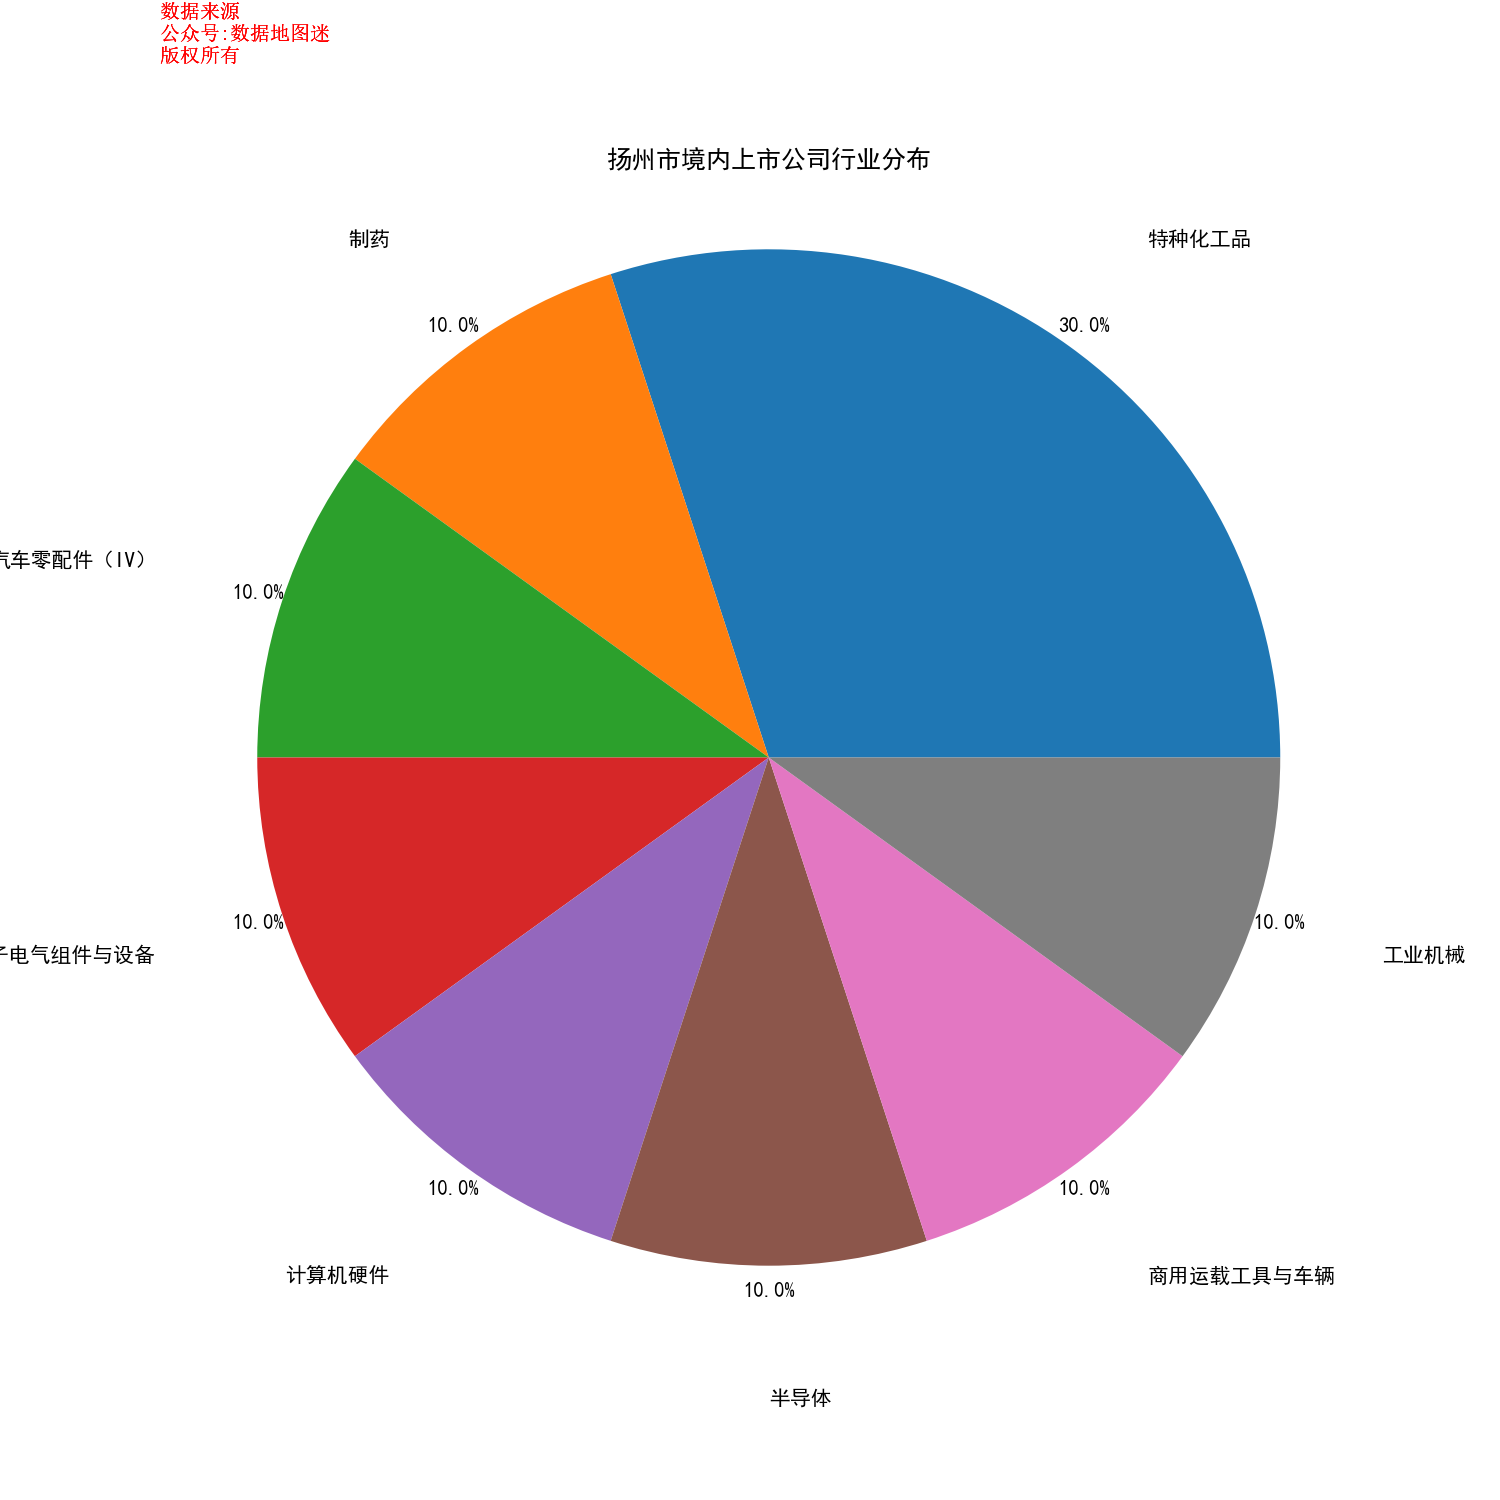 数据来源
公众号:数据地图迷
版权所有
扬州市境内上市公司行业分布
制药
特种化工品
10.0%
30.0%
汽车零配件（IV）
10.0%
10.0%
10.0%
电气组件与设备
工业机械
10.0%
10.0%
计算机硬件
商用运载工具与车辆
10.0%
半导体